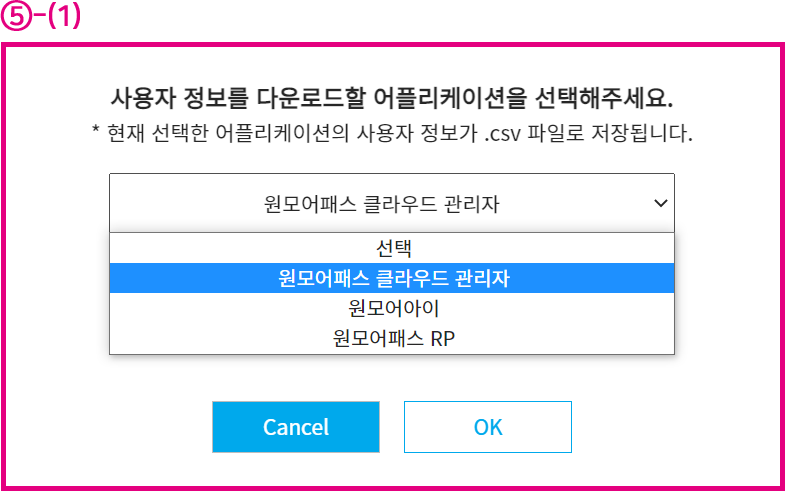 ⑤-(1)
사용자 정보를 다운로드할 어플리케이션을 선택해주세요.
* 현재 선택한 어플리케이션의 사용자 정보가 .csv 파일로 저장됩니다.
원모어패스 클라우드 관리자
선택
원모어패스 클라우드 관리자
원모어아이
원모어패스 RP
Cancel OK